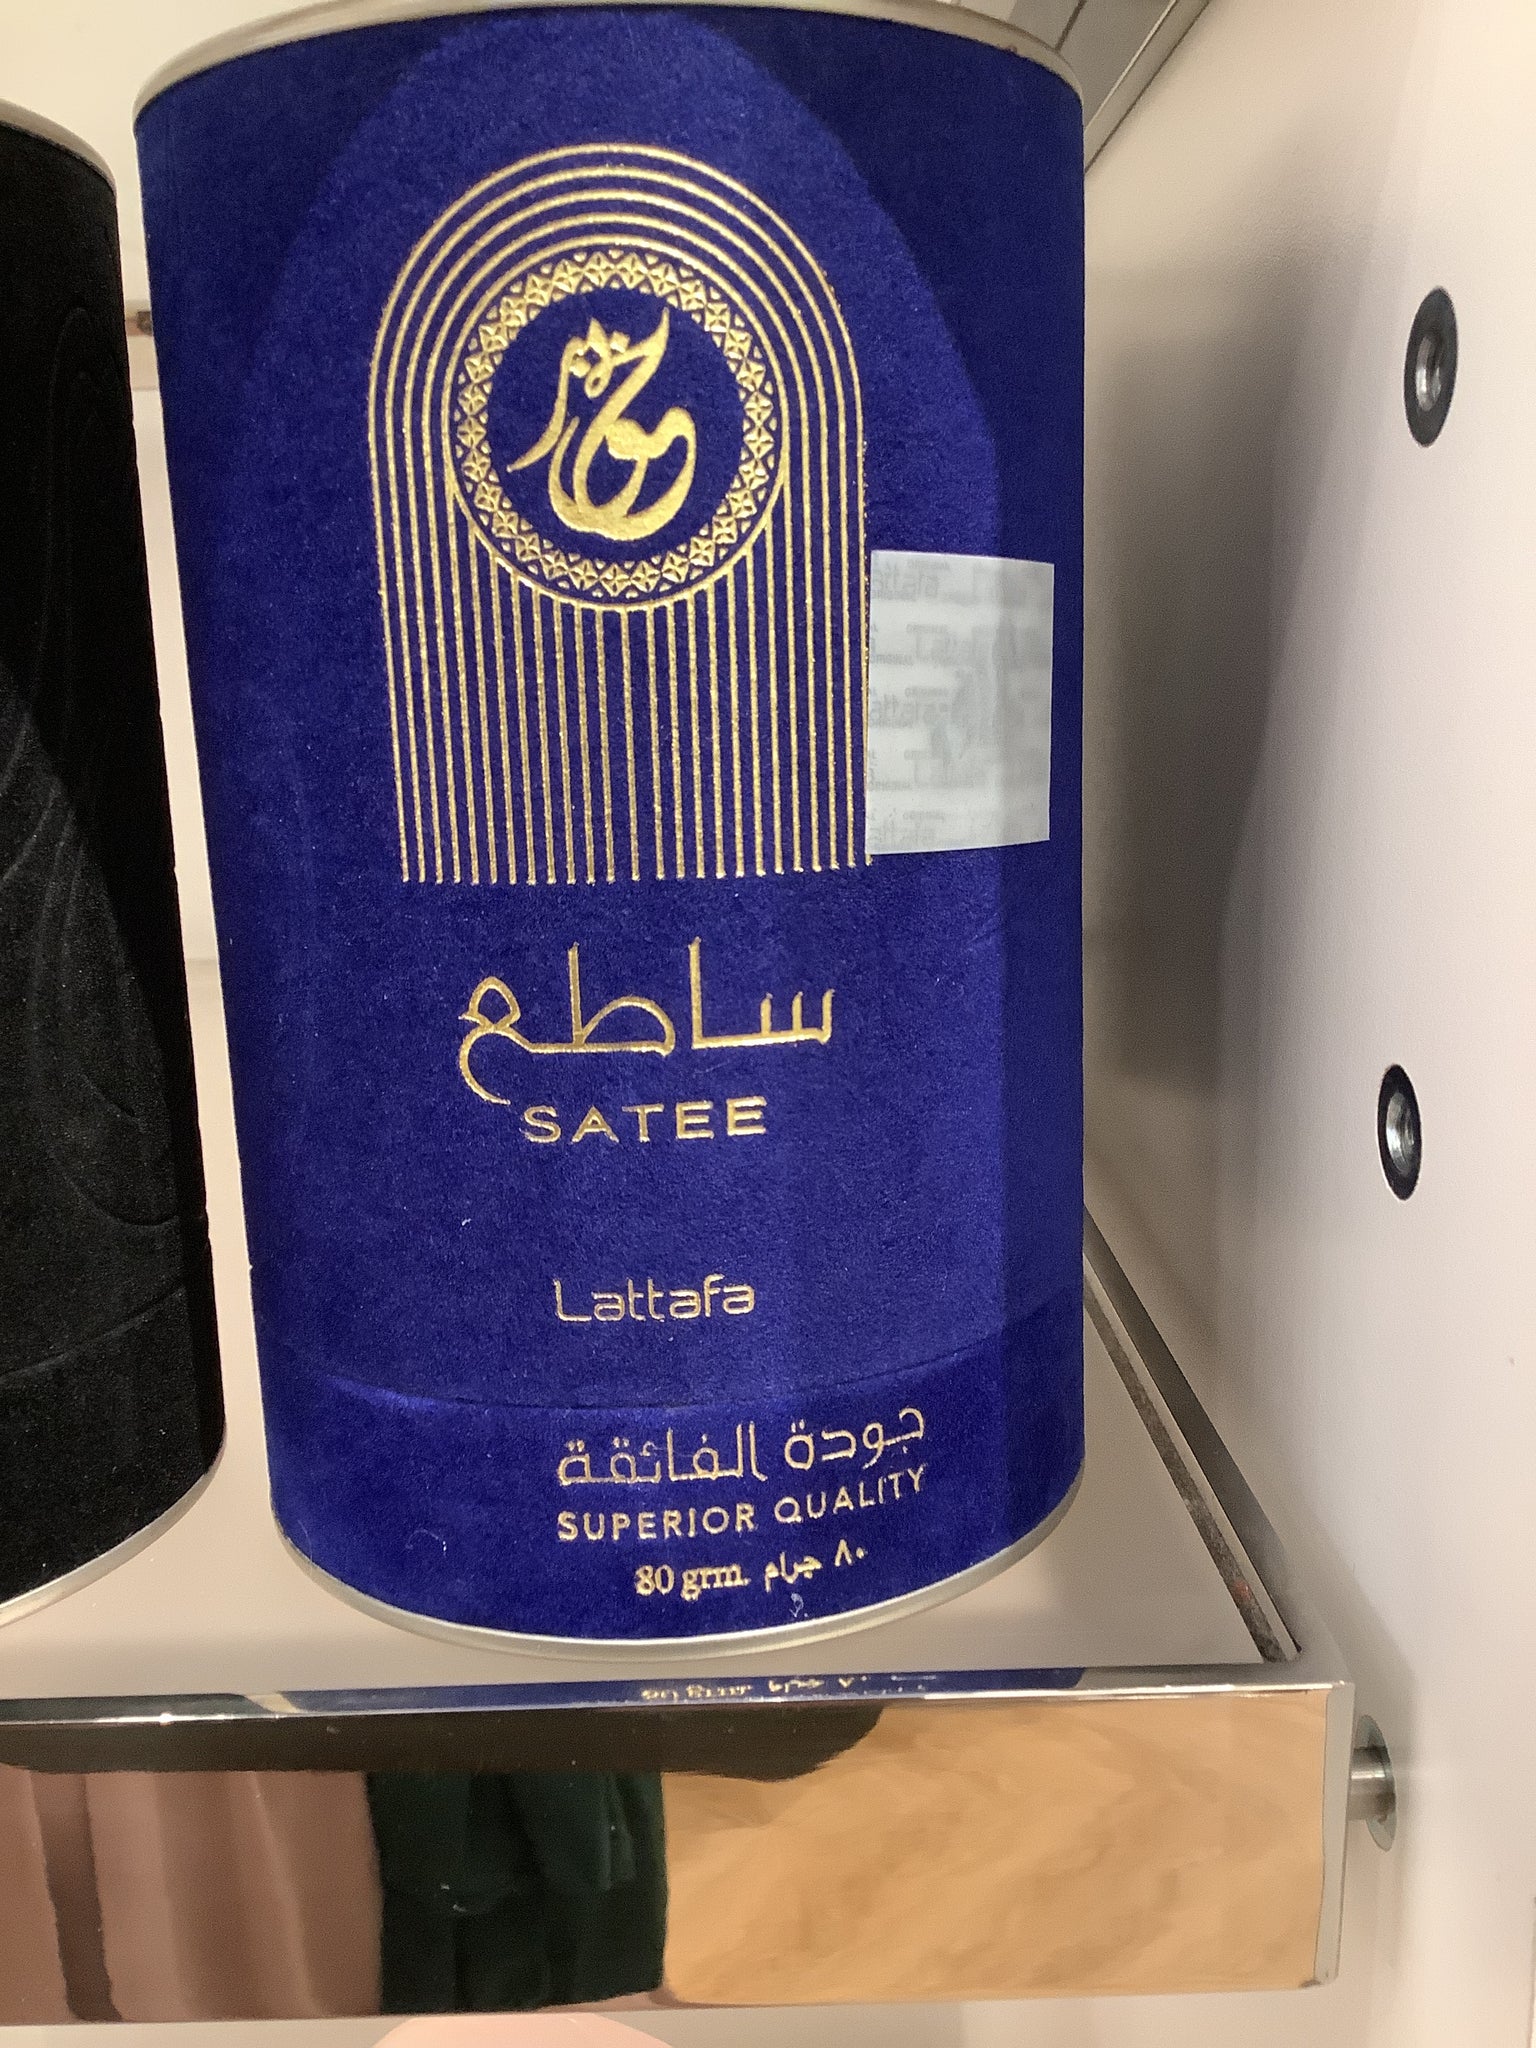 ساطع
SATEE
Lattafa
جودة الفائقة
SUPERIOR QUALITY
80 grm. ٨٠ جرام